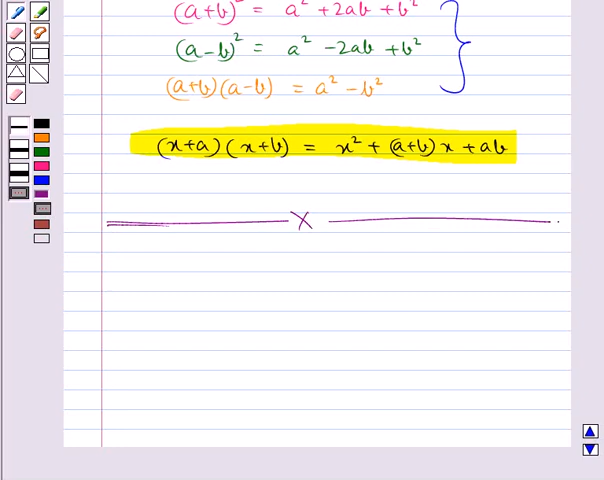 (a+b)² = a² + 2ab + b²
(a-b)² = a² - 2ab + b²
(a+b)(a-b) = a² - b²
(x+a)(x+b) = x² + (a+b)x + ab
X